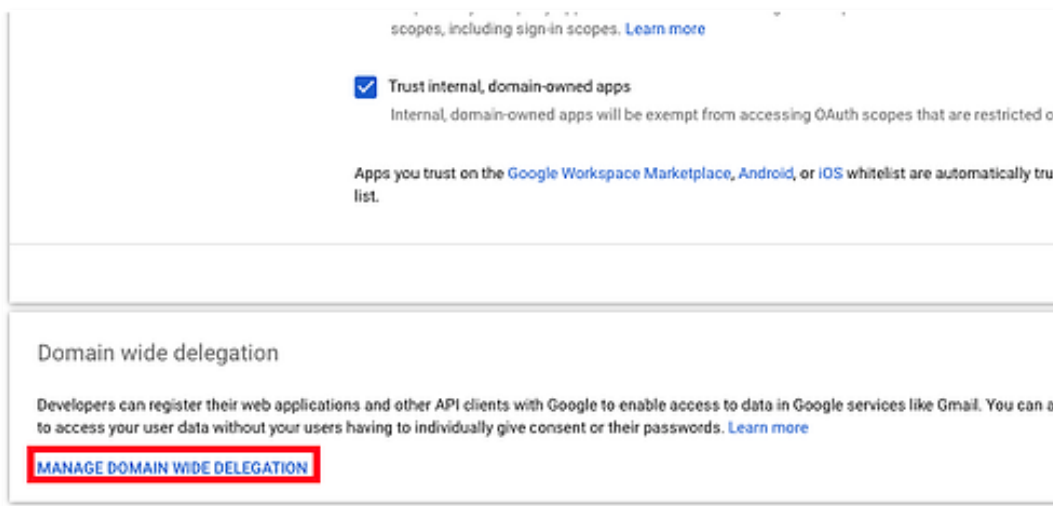 scopes, including sign-in scopes. Learn more
Trust internal, domain-owned apps
Internal, domain-owned apps will be exempt from accessing OAuth scopes that are restricted
Apps you trust on the Google Workspace Marketplace, Android, or iOS whitelist are automatically
list.
Domain wide delegation
Developers can register their web applications and other API clients with Google to enable access to data in Google services like Gmail. You can
to access your user data without your users having to individually give consent or their passwords. Learn more
MANAGE DOMAIN WIDE DELEGATION